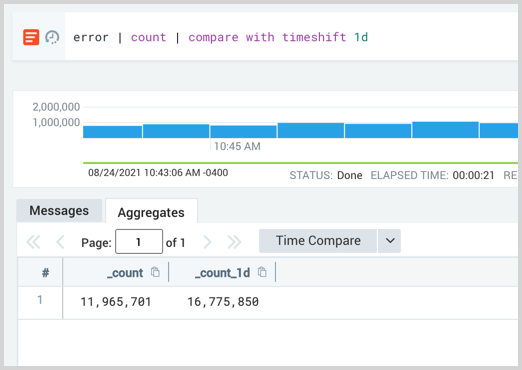 error | count | compare with timeshift 1d
2,000,000
1,000,000
10:45 AM
08/24/2021 10:43:06 AM -0400 STATUS: Done ELAPSED TIME: 00:00:21 RE
Messages Aggregates
Page: 1 of 1 Time Compare
# _count _count_1d
1 11,965,701 16,775,850